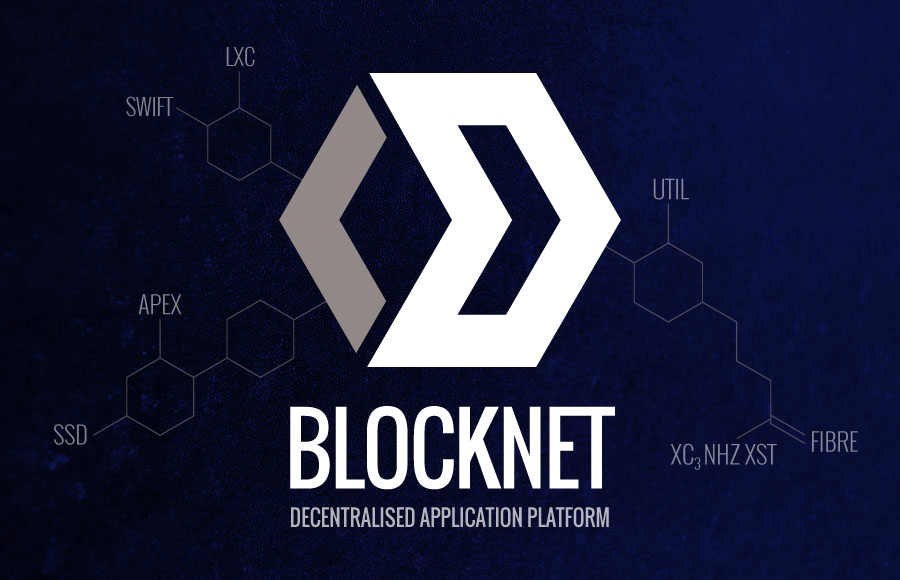 LXC
SWIFT
UTIL
APEX
SSD
FIBRE
XC3 NHZ XST
BLOCKNET
DECENTRALISED APPLICATION PLATFORM